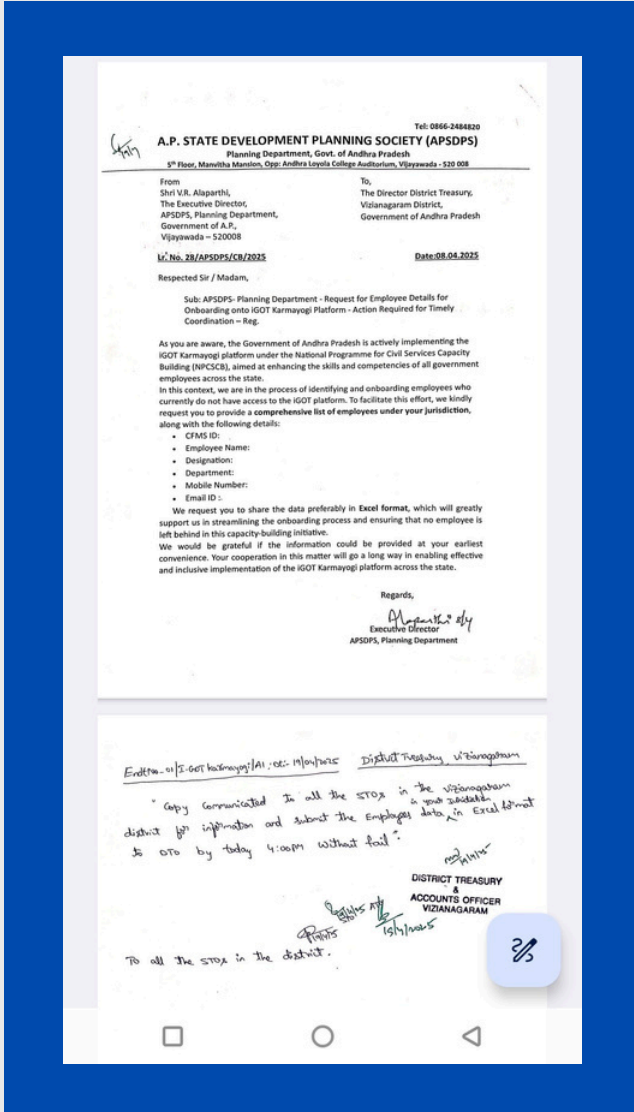 Tel: 0866-2484820
A.P. STATE DEVELOPMENT PLANNING SOCIETY (APSDPS)
Planning Department, Govt. of Andhra Pradesh
5th Floor, Manvitha Mansion, Opp: Andhra Loyola College Auditorium, Vijayawada - 520 008
From
Shri V.R. Alaparthi,
The Executive Director,
APSDPS, Planning Department,
Government of A.P.,
Vijayawada – 520008
To,
The Director District Treasury,
Vizianagaram District,
Government of Andhra Pradesh
Lr. No. 28/APSDPS/CB/2025
Date:08.04.2025
Respected Sir / Madam,
Sub: APSDPS- Planning Department - Request for Employee Details for
Onboarding onto iGOT Karmayogi Platform - Action Required for Timely
Coordination – Reg.
As you are aware, the Government of Andhra Pradesh is actively implementing the
iGOT Karmayogi platform under the National Programme for Civil Services Capacity
Building (NPCSCB), aimed at enhancing the skills and competencies of all government
employees across the state.
In this context, we are in the process of identifying and onboarding employees who
currently do not have access to the iGOT platform. To facilitate this effort, we kindly
request you to provide a comprehensive list of employees under your jurisdiction,
along with the following details:
• CFMS ID:
• Employee Name:
• Designation:
• Department:
• Mobile Number:
• Email ID :
We request you to share the data preferably in Excel format, which will greatly
support us in streamlining the onboarding process and ensuring that no employee is
left behind in this capacity-building initiative.
We would be grateful if the information could be provided at your earliest
convenience. Your cooperation in this matter will go a long way in enabling effective
and inclusive implementation of the iGOT Karmayogi platform across the state.
Regards,
Executive Director
APSDPS, Planning Department
Endt No-01/I-GOT Karmayogi/A1, Dt:- 19/04/2025 District Treasury, Vizianagaram
"Copy Communicated to all the STOs in the Vizianagaram
district for information and submit the Employees data in your Jurisdiction in Excel format
to DTO by today 4:00PM without fail".
DISTRICT TREASURY
&
ACCOUNTS OFFICER
VIZIANAGARAM
To all the STOs in the district.